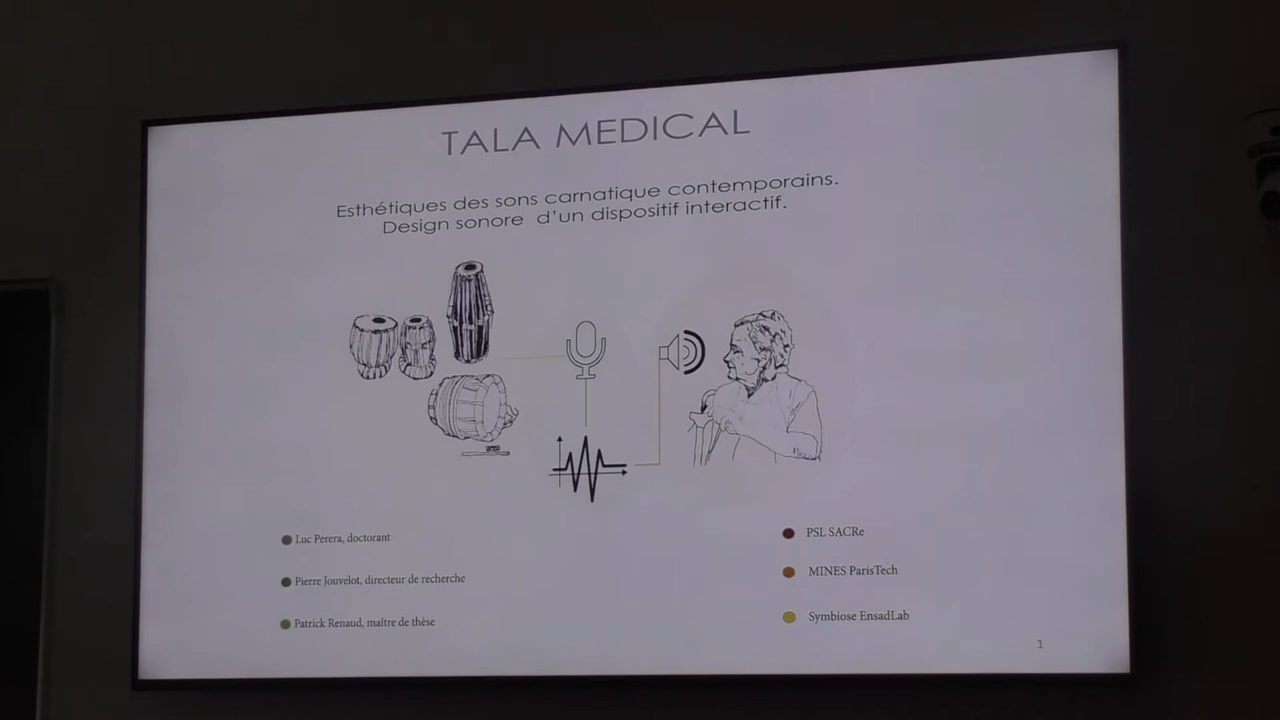 TALA MEDICAL
Esthétiques des sons carnatique contemporains.
Design sonore d'un dispositif interactif.
Luc Perera, doctorant
Pierre Jouvelot, directeur de recherche
Patrick Renaud, maître de thèse
PSL SACRe
MINES ParisTech
Symbiose EnsadLab
1